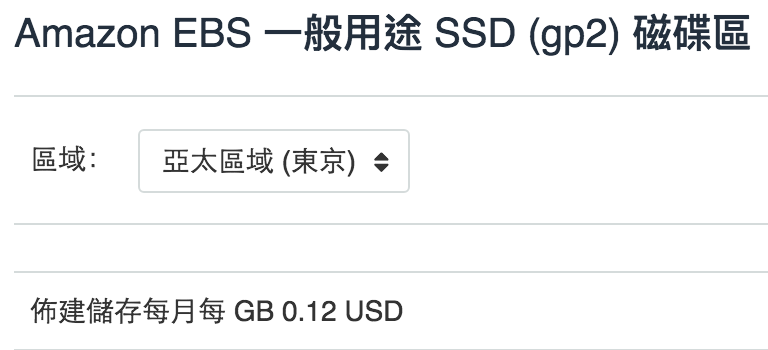 Amazon EBS 一般用途 SSD (gp2) 磁碟區
區域: 亞太區域 (東京)
佈建儲存每月每 GB 0.12 USD